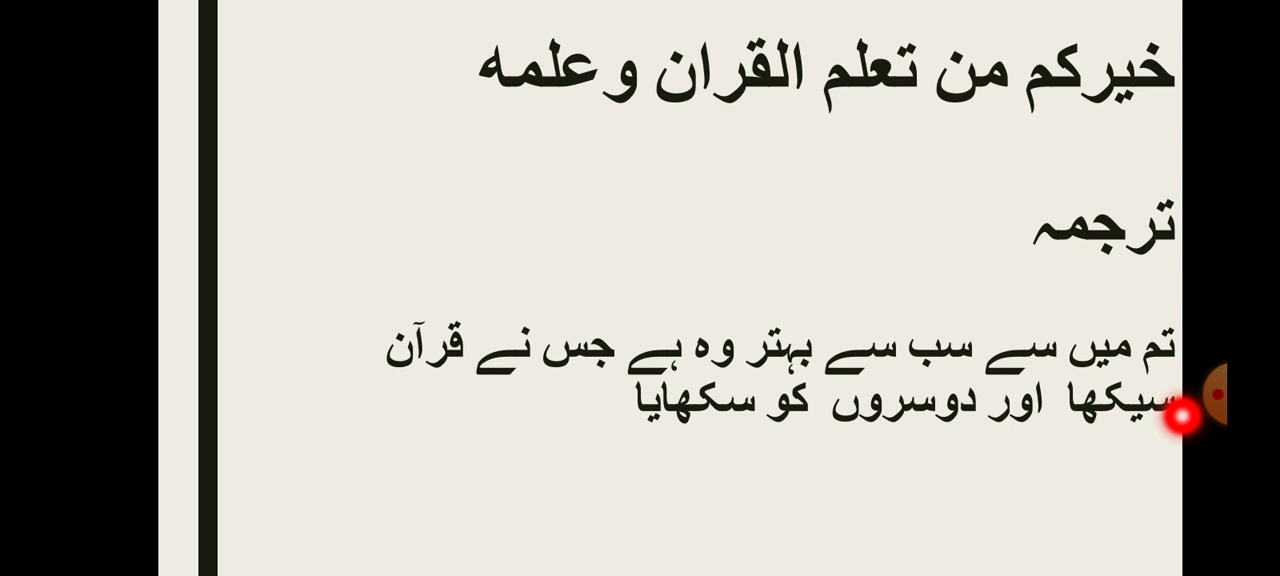 خیرکم من تعلم القران وعلمه
ترجمہ
تم میں سے سب سے بہتر وہ ہے جس نے قرآن
سیکھا اور دوسروں کو سکھایا